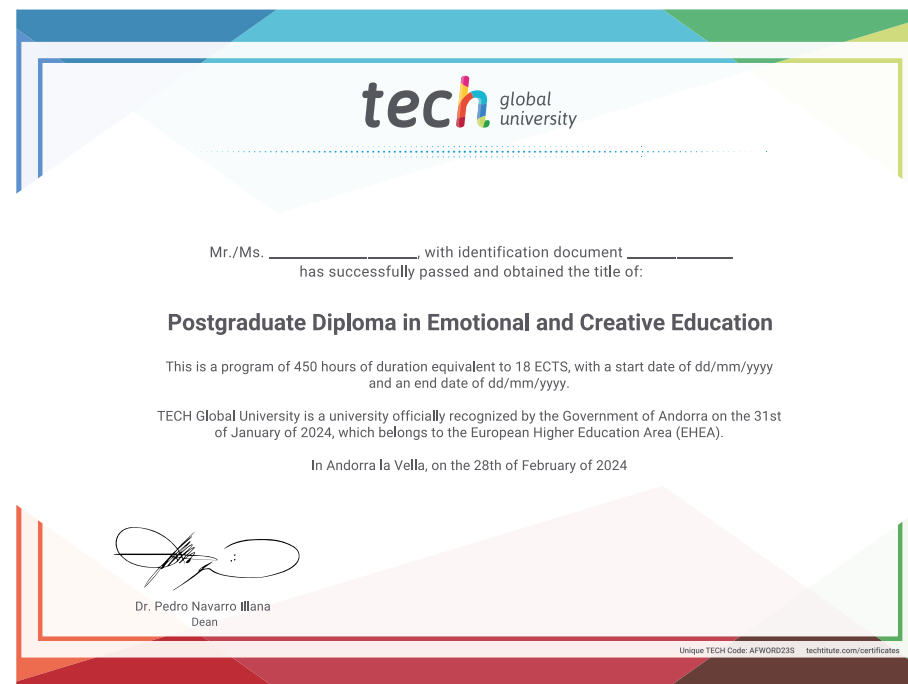 tech global university
Mr./Ms. ____________________, with identification document ______________
has successfully passed and obtained the title of:
Postgraduate Diploma in Emotional and Creative Education
This is a program of 450 hours of duration equivalent to 18 ECTS, with a start date of dd/mm/yyyy
and an end date of dd/mm/yyyy.
TECH Global University is a university officially recognized by the Government of Andorra on the 31st
of January of 2024, which belongs to the European Higher Education Area (EHEA).
In Andorra la Vella, on the 28th of February of 2024
Dr. Pedro Navarro Illana
Dean
Unique TECH Code: AFWORD23S techtitute.com/certificates